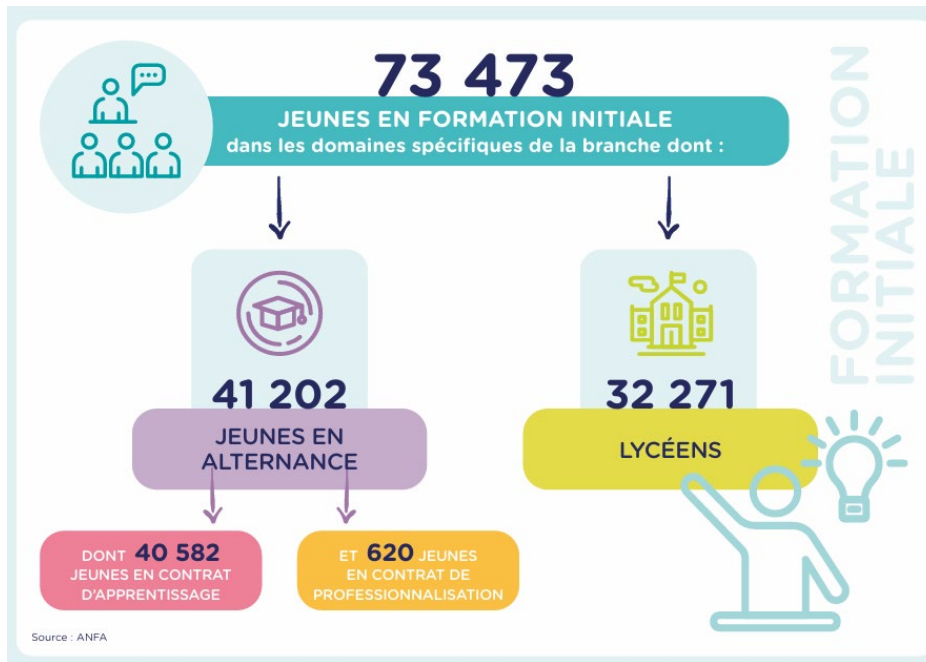 73 473
JEUNES EN FORMATION INITIALE
dans les domaines spécifiques de la branche dont :
FORMATION
INITIALE
41 202
JEUNES EN
ALTERNANCE
32 271
LYCÉENS
DONT 40 582
JEUNES EN CONTRAT
D'APPRENTISSAGE
ET 620 JEUNES
EN CONTRAT DE
PROFESSIONNALISATION
Source : ANFA